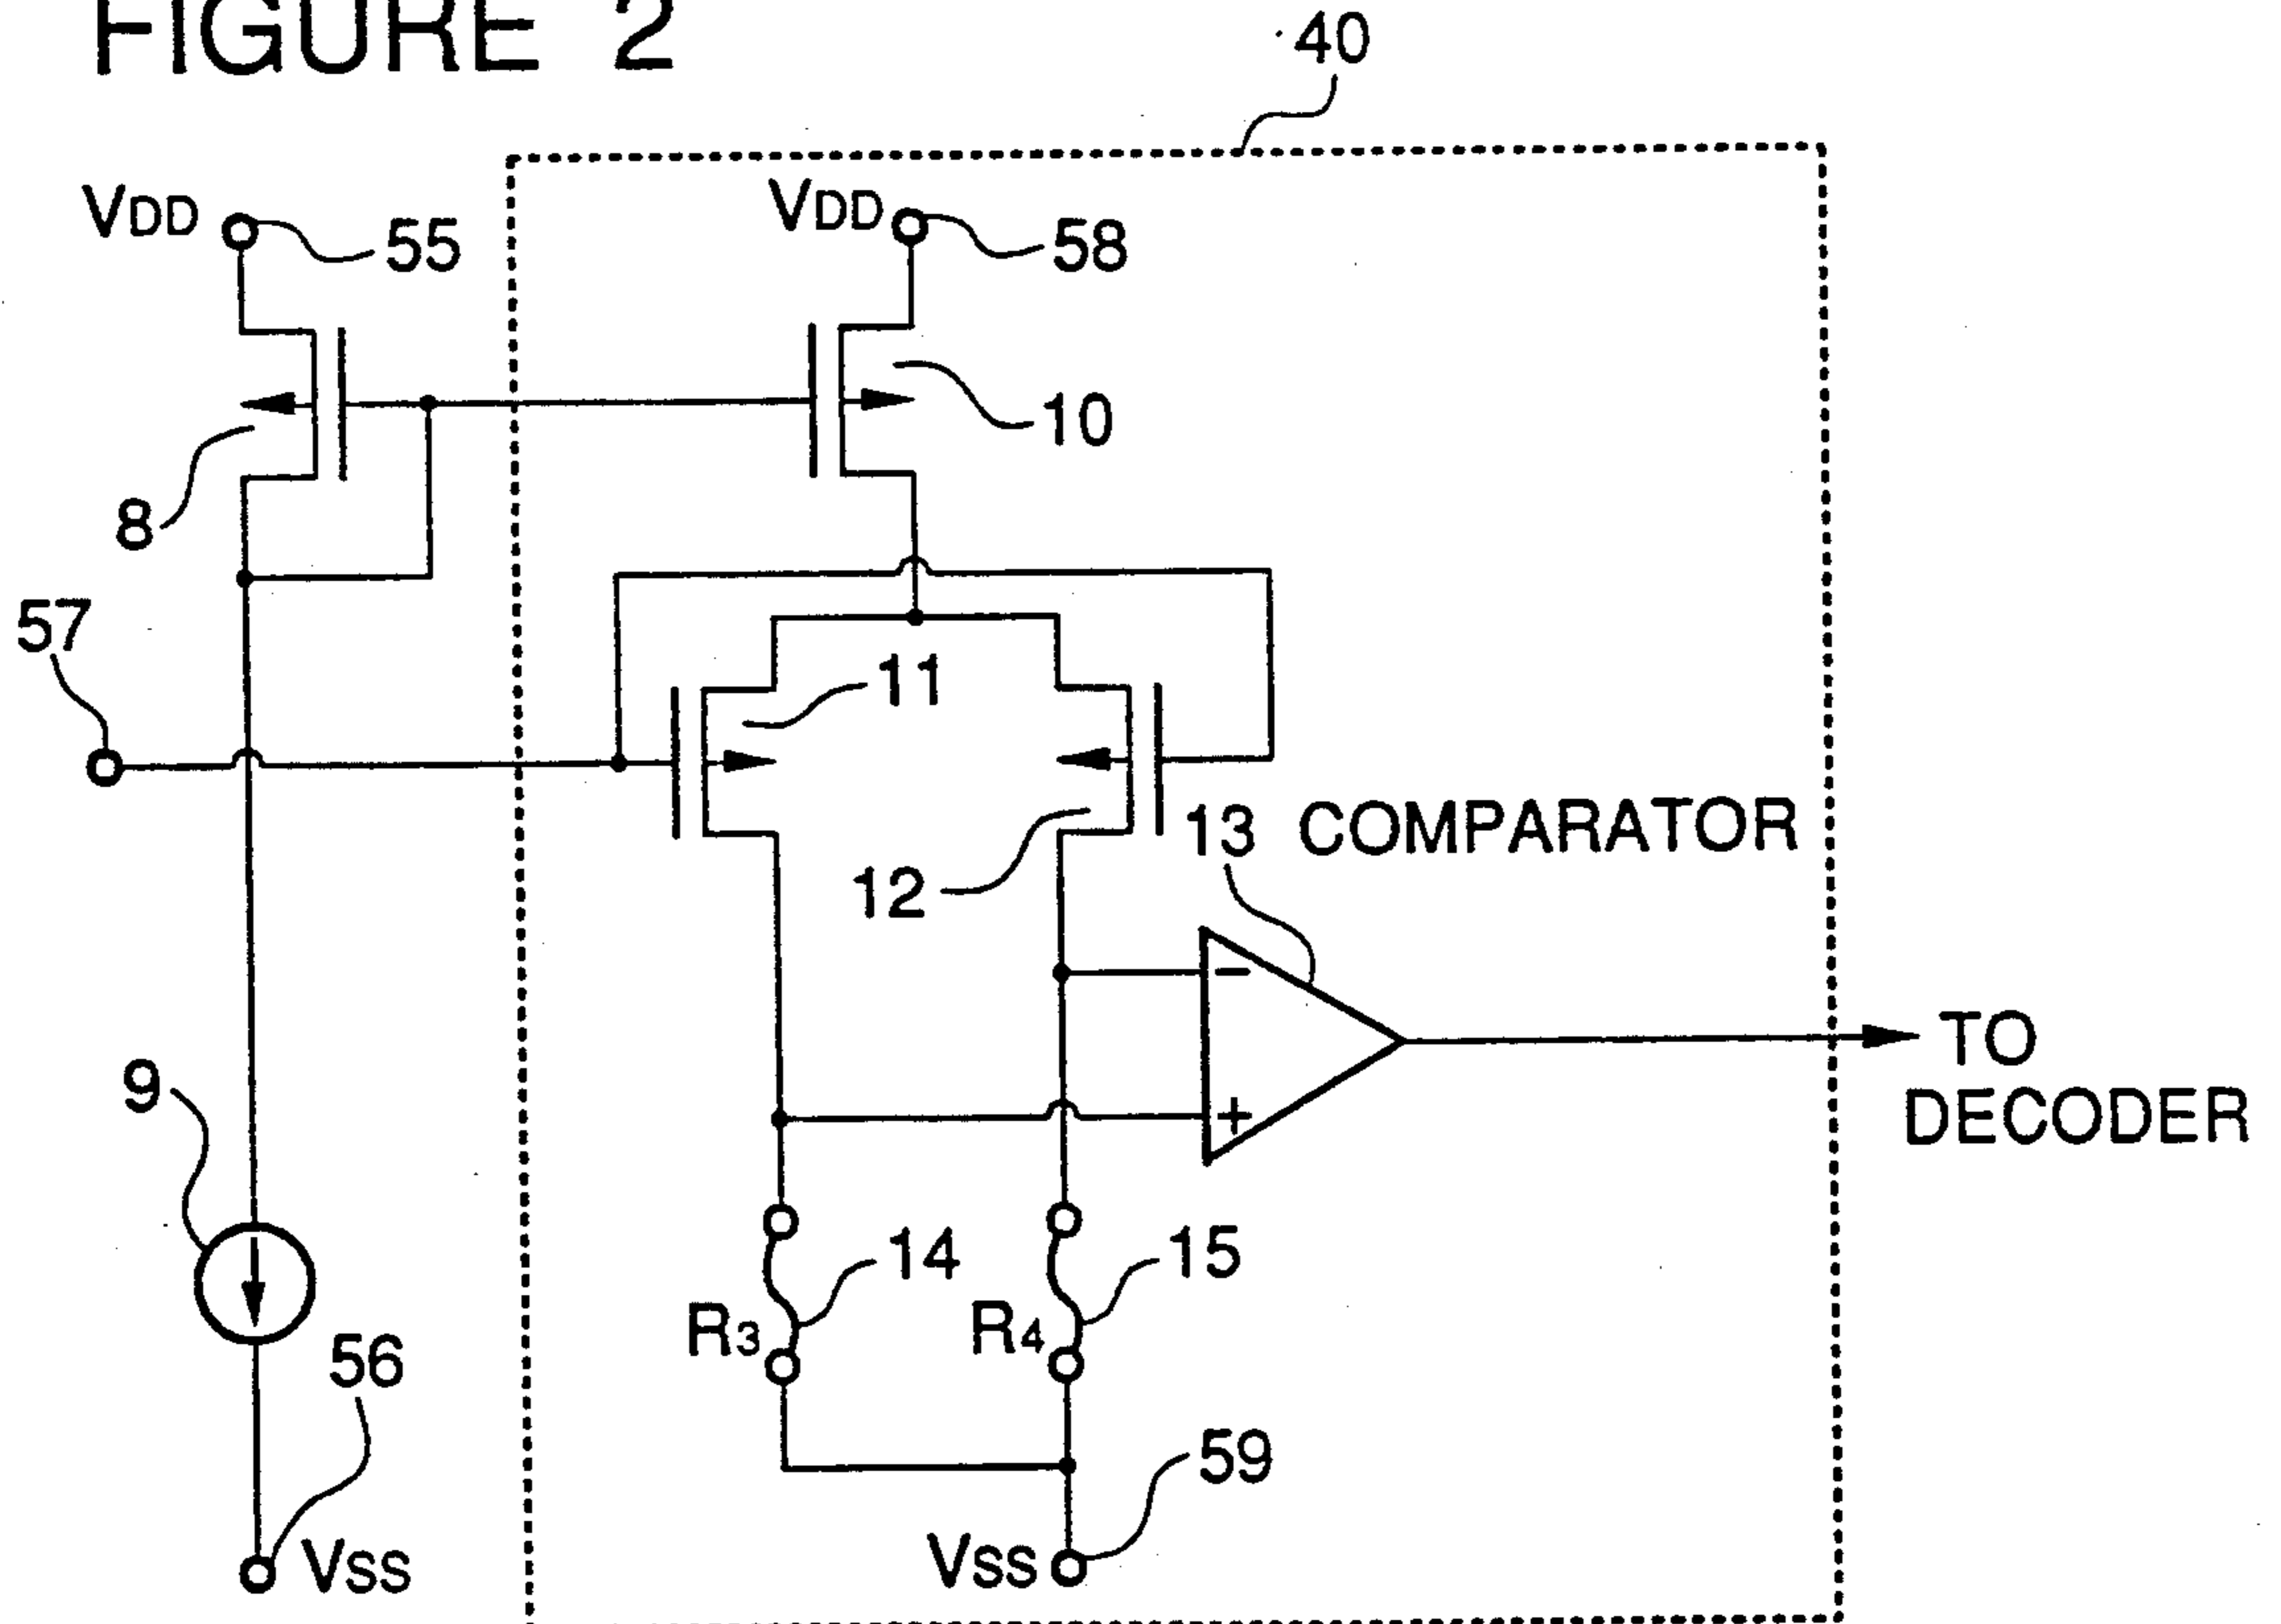 FIGURE 2
40
VDD
55
VDD
58
10
8
57
11
13 COMPARATOR
12
9
TO
DECODER
14
15
R3
R4
56
59
VSS
VSS